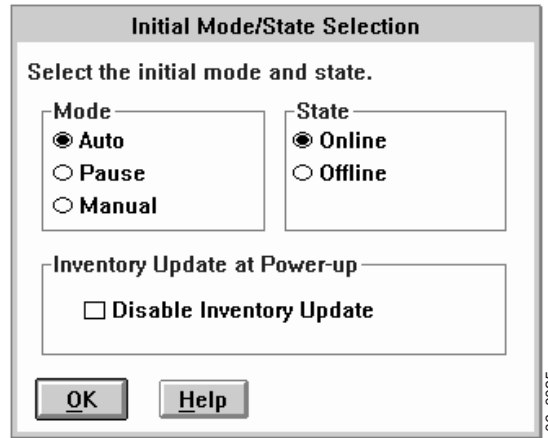 Initial Mode/State Selection
Select the initial mode and state.
Mode
Auto
Pause
Manual
State
Online
Offline
Inventory Update at Power-up
Disable Inventory Update
OK
Help